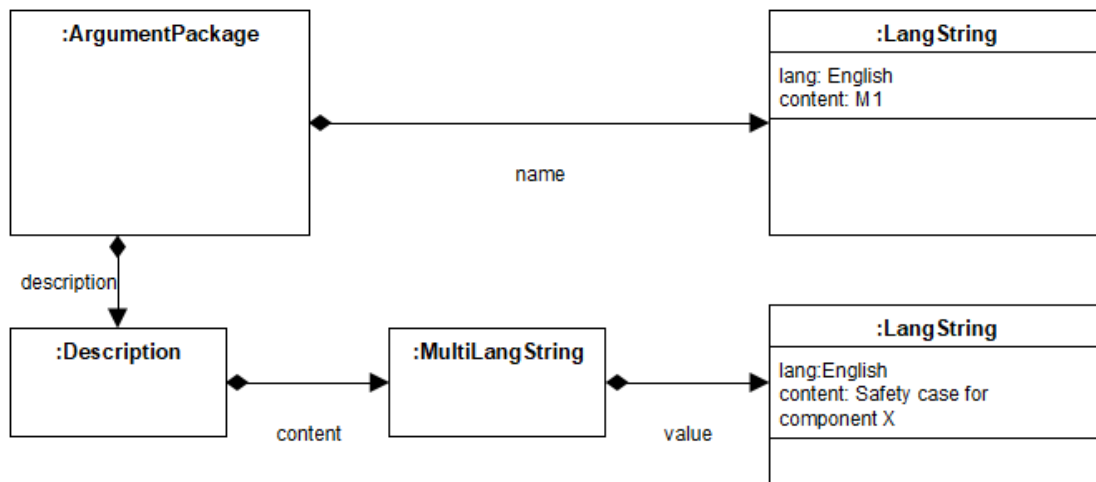 :ArgumentPackage
:LangString
lang: English
content: M1
name
description
:Description
:MultiLangString
:LangString
lang:English
content: Safety case for
component X
content
value